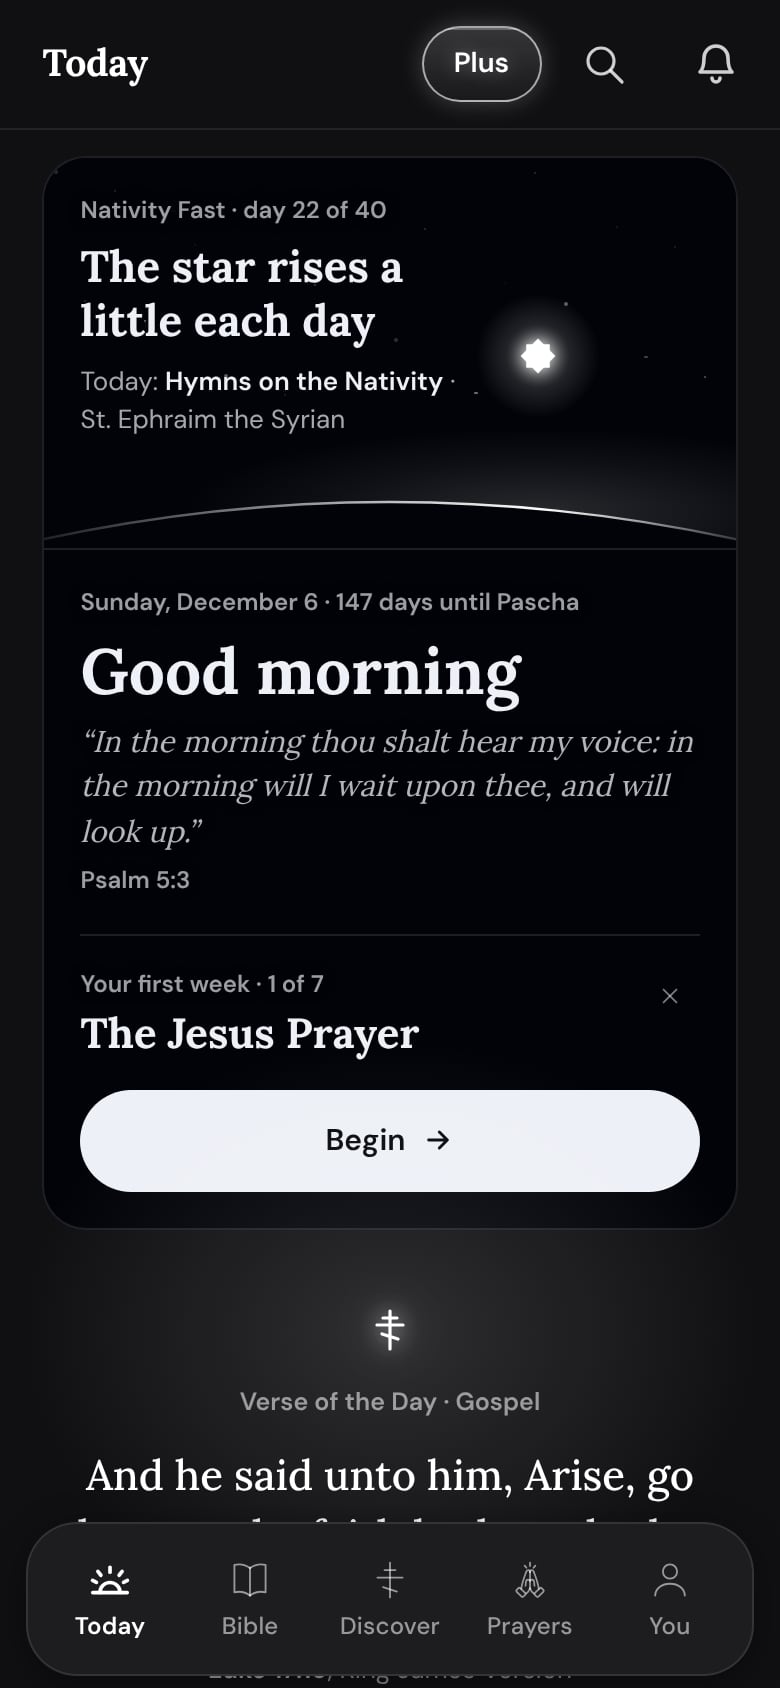 Today
Plus
Nativity Fast · day 22 of 40
The star rises a
little each day
Today: Hymns on the Nativity ·
St. Ephraim the Syrian
Sunday, December 6 · 147 days until Pascha
Good morning
“In the morning thou shalt hear my voice: in
the morning will I wait upon thee, and will
look up.”
Psalm 5:3
Your first week · 1 of 7
The Jesus Prayer
Begin
Verse of the Day · Gospel
And he said unto him, Arise, go
Today
Bible
Discover
Prayers
You